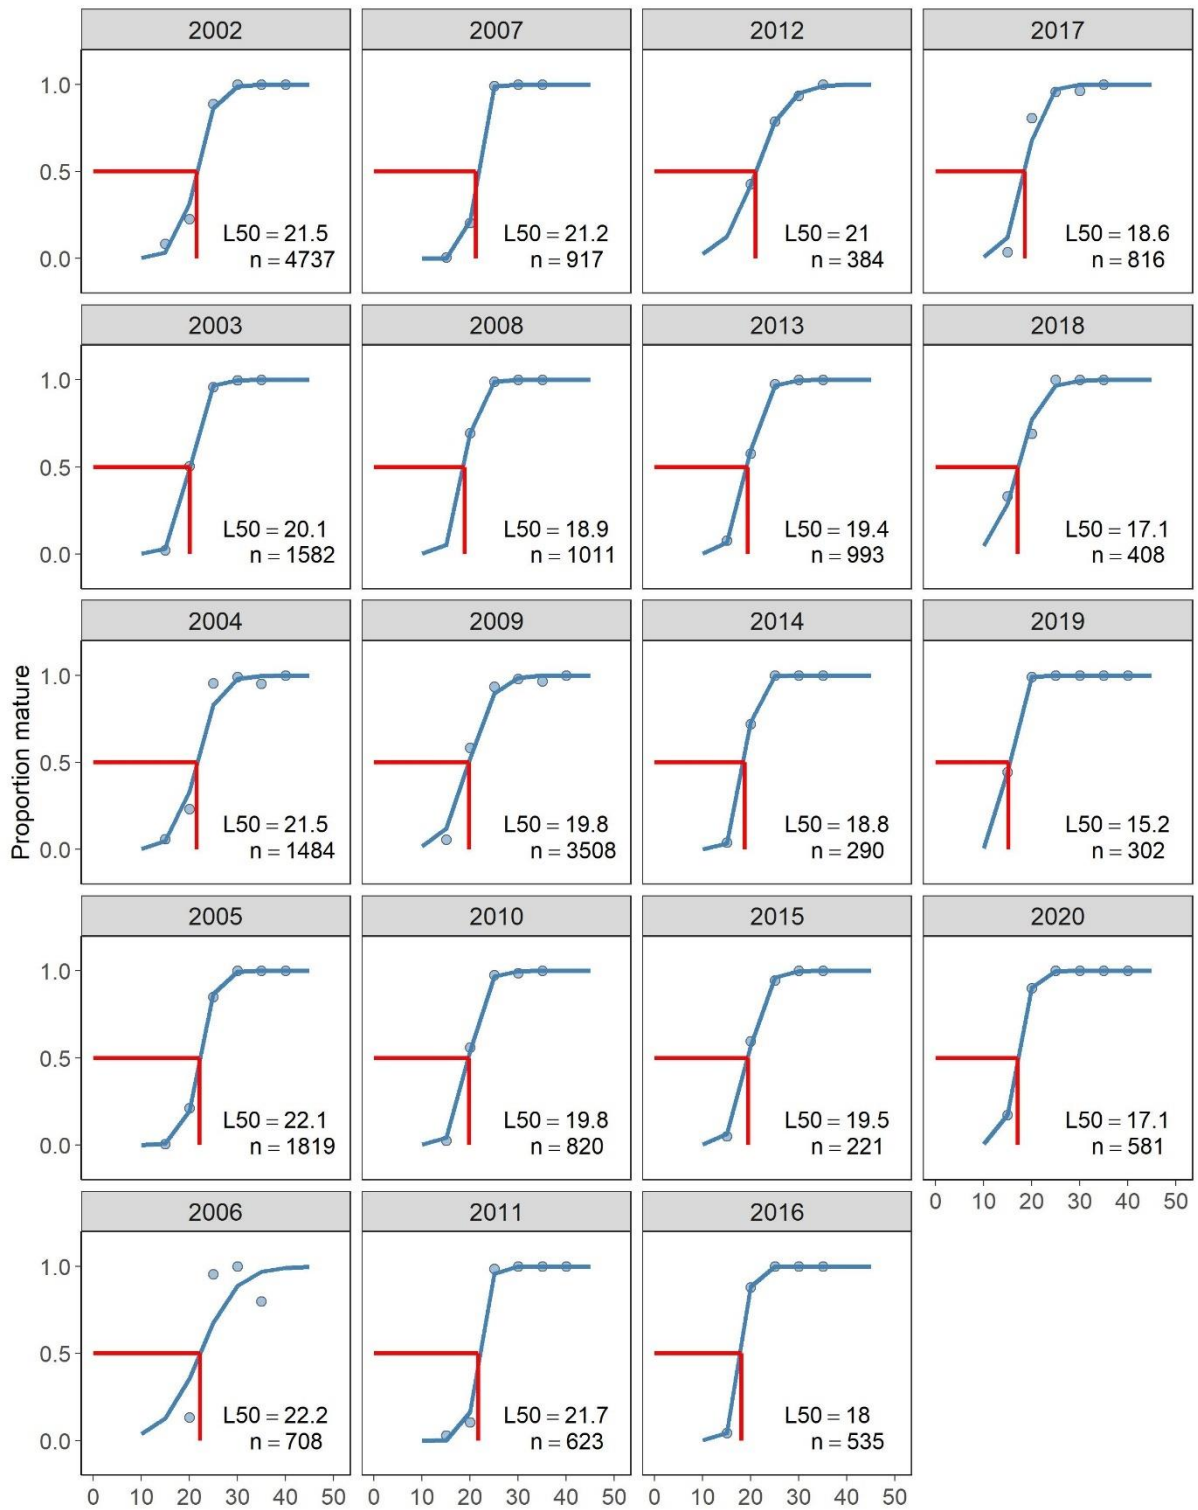 2002
2007
2012
2017
1.0
0.5
0.0
L50 = 21.5
n = 4737
L50 = 21.2
n = 917
L50 = 21
n = 384
L50 = 18.6
n = 816
2003
2008
2013
2018
1.0
0.5
0.0
L50 = 20.1
n = 1582
L50 = 18.9
n = 1011
L50 = 19.4
n = 993
L50 = 17.1
n = 408
Proportion mature
2004
2009
2014
2019
1.0
0.5
0.0
L50 = 21.5
n = 1484
L50 = 19.8
n = 3508
L50 = 18.8
n = 290
L50 = 15.2
n = 302
2005
2010
2015
2020
1.0
0.5
0.0
L50 = 22.1
n = 1819
L50 = 19.8
n = 820
L50 = 19.5
n = 221
L50 = 17.1
n = 581
0 10 20 30 40 50
2006
2011
2016
1.0
0.5
0.0
L50 = 22.2
n = 708
L50 = 21.7
n = 623
L50 = 18
n = 535
0 10 20 30 40 50
0 10 20 30 40 50
0 10 20 30 40 50